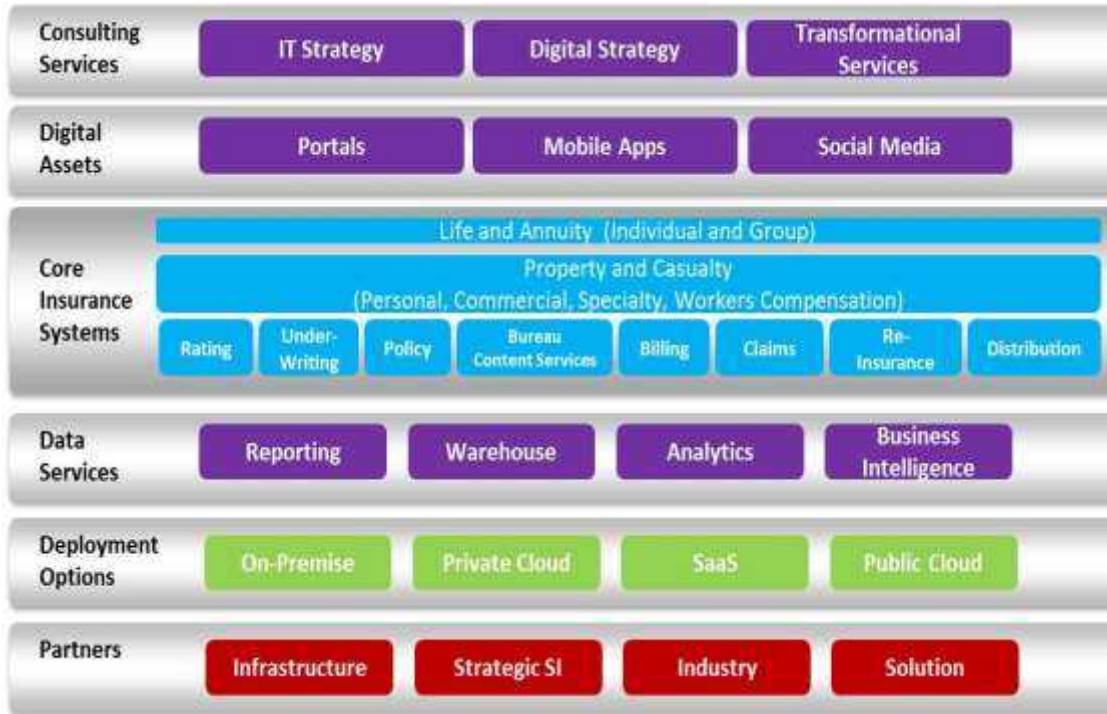 Consulting
Services
IT Strategy
Digital Strategy
Transformational
Services
Digital
Assets
Portals
Mobile Apps
Social Media
Core
Insurance
Systems
Life and Annuity (Individual and Group)
Property and Casualty
(Personal, Commercial, Specialty, Workers Compensation)
Rating
Under-
Writing
Policy
Bureau
Content Services
Billing
Claims
Re-
Insurance
Distribution
Data
Services
Reporting
Warehouse
Analytics
Business
Intelligence
Deployment
Options
On-Premise
Private Cloud
SaaS
Public Cloud
Partners
Infrastructure
Strategic SI
Industry
Solution